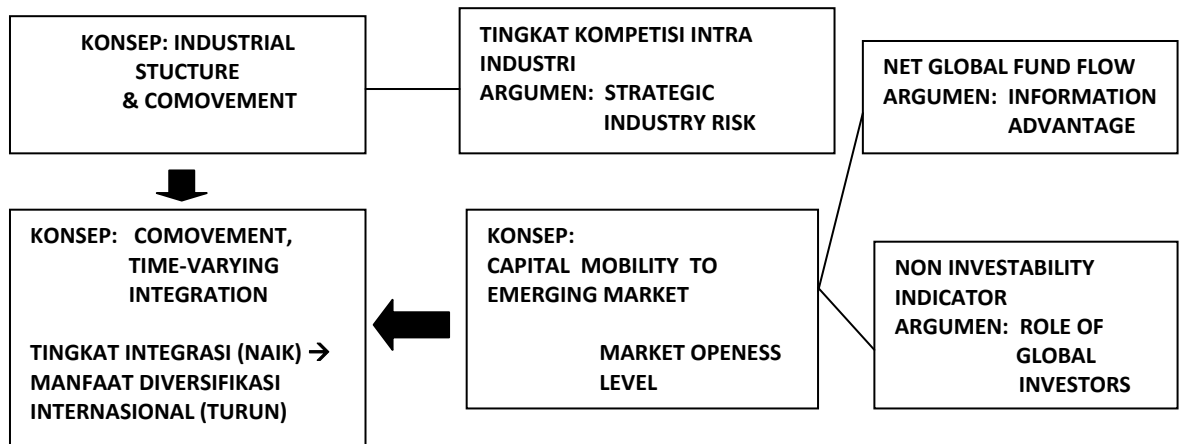 KONSEP: INDUSTRIAL
STUCTURE
& COMOVEMENT
TINGKAT KOMPETISI INTRA
INDUSTRI
ARGUMEN: STRATEGIC
INDUSTRY RISK
NET GLOBAL FUND FLOW
ARGUMEN: INFORMATION
ADVANTAGE
KONSEP: COMOVEMENT,
TIME-VARYING
INTEGRATION
TINGKAT INTEGRASI (NAIK) →
MANFAAT DIVERSIFIKASI
INTERNASIONAL (TURUN)
KONSEP:
CAPITAL MOBILITY TO
EMERGING MARKET
MARKET OPENESS
LEVEL
NON INVESTABILITY
INDICATOR
ARGUMEN: ROLE OF
GLOBAL
INVESTORS